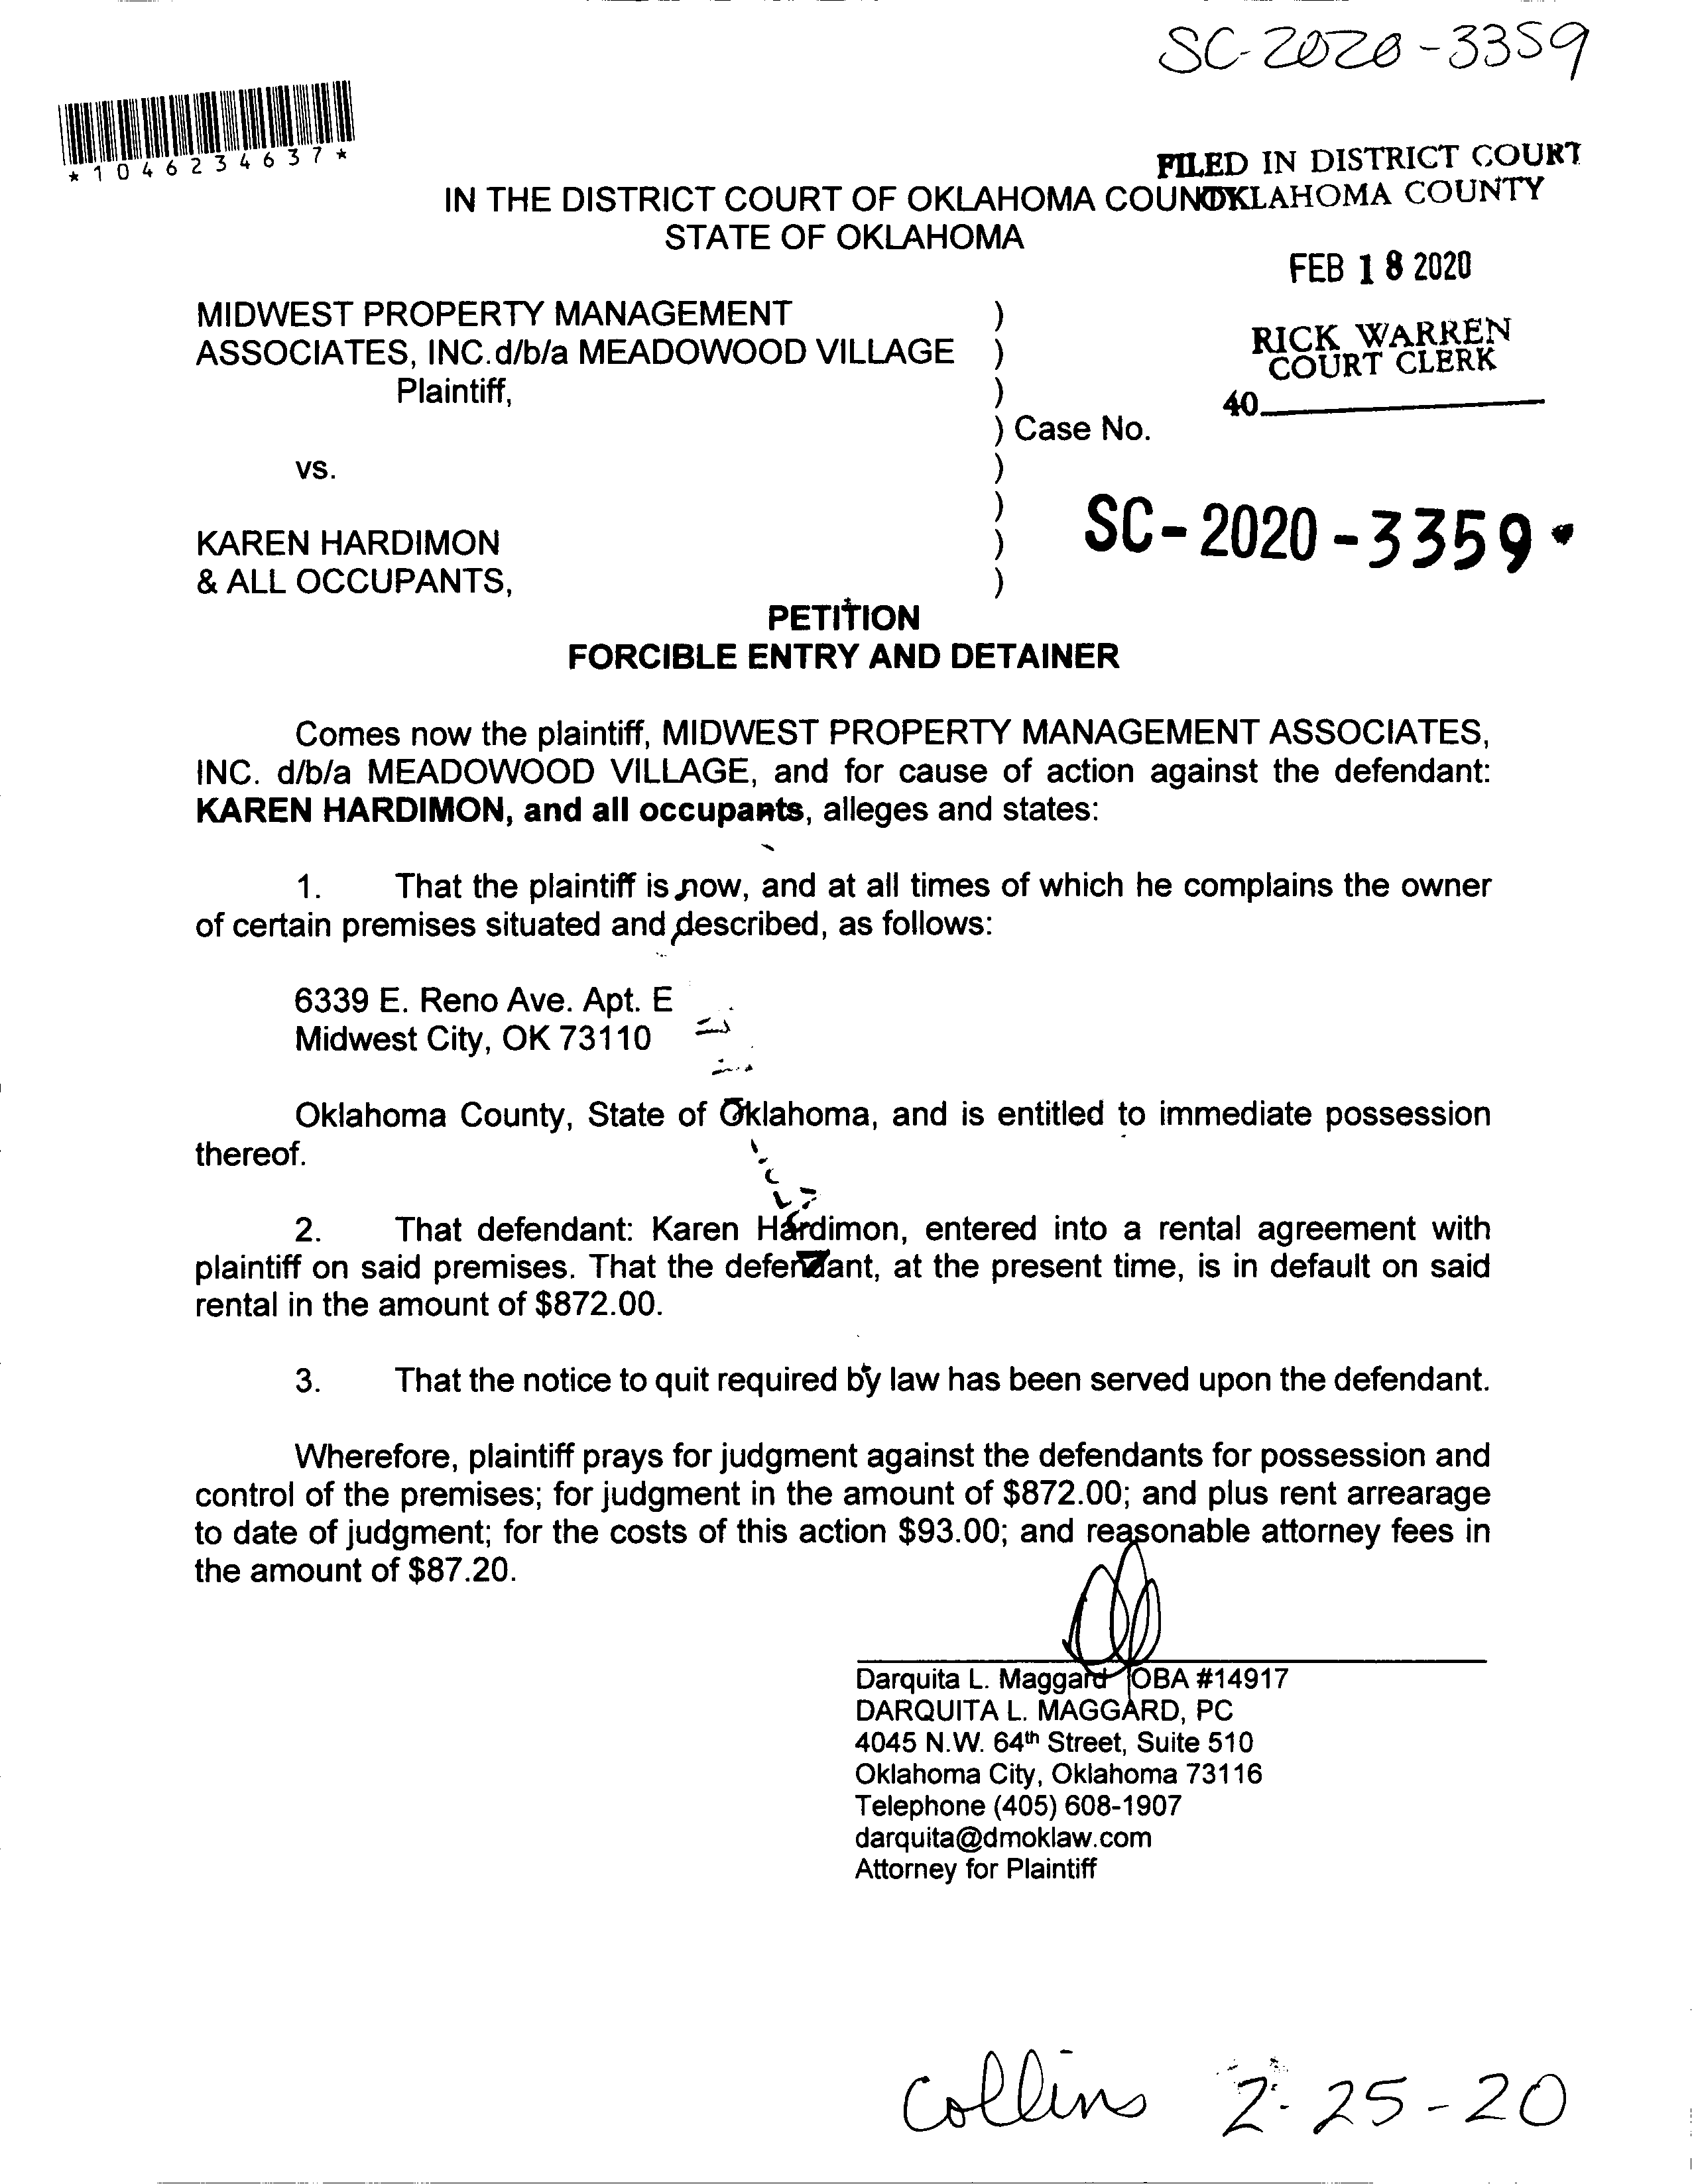 SC-2020-3359
*1046234637*
FILED IN DISTRICT COURT
OKLAHOMA COUNTY
IN THE DISTRICT COURT OF OKLAHOMA COUNTY
STATE OF OKLAHOMA
FEB 18 2020
RICK WARREN
COURT CLERK
40
MIDWEST PROPERTY MANAGEMENT )
ASSOCIATES, INC.d/b/a MEADOWOOD VILLAGE )
Plaintiff, )
) Case No.
vs. )
)
SC-2020-3359
KAREN HARDIMON )
& ALL OCCUPANTS, )
PETITION
FORCIBLE ENTRY AND DETAINER
Comes now the plaintiff, MIDWEST PROPERTY MANAGEMENT ASSOCIATES,
INC. d/b/a MEADOWOOD VILLAGE, and for cause of action against the defendant:
KAREN HARDIMON, and all occupants, alleges and states:
1. That the plaintiff is now, and at all times of which he complains the owner
of certain premises situated and described, as follows:
6339 E. Reno Ave. Apt. E
Midwest City, OK 73110
Oklahoma County, State of Oklahoma, and is entitled to immediate possession
thereof.
2. That defendant: Karen Hardimon, entered into a rental agreement with
plaintiff on said premises. That the defendant, at the present time, is in default on said
rental in the amount of $872.00.
3. That the notice to quit required by law has been served upon the defendant.
Wherefore, plaintiff prays for judgment against the defendants for possession and
control of the premises; for judgment in the amount of $872.00; and plus rent arrearage
to date of judgment; for the costs of this action $93.00; and reasonable attorney fees in
the amount of $87.20.
Darquita L. Maggard OBA #14917
DARQUITA L. MAGGARD, PC
4045 N.W. 64th Street, Suite 510
Oklahoma City, Oklahoma 73116
Telephone (405) 608-1907
darquita@dmoklaw.com
Attorney for Plaintiff
Collins 2-25-20